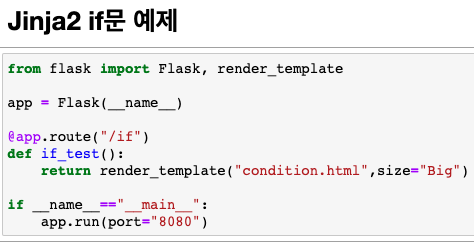 Jinja2 if문 예제
from flask import Flask, render_template
app = Flask(__name__)
@app.route("/if")
def if_test():
    return render_template("condition.html",size="Big")
if __name__=="__main__":
    app.run(port="8080")